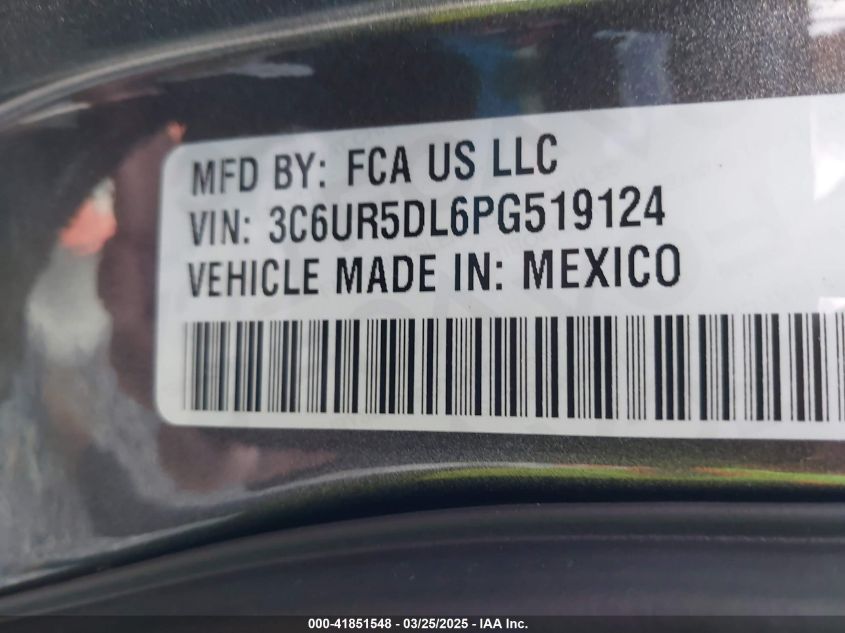 MFD BY: FCA US LLC
VIN: 3C6UR5DL6PG519124
VEHICLE MADE IN: MEXICO
000-41851548 - 03/25/2025 - IAA Inc.